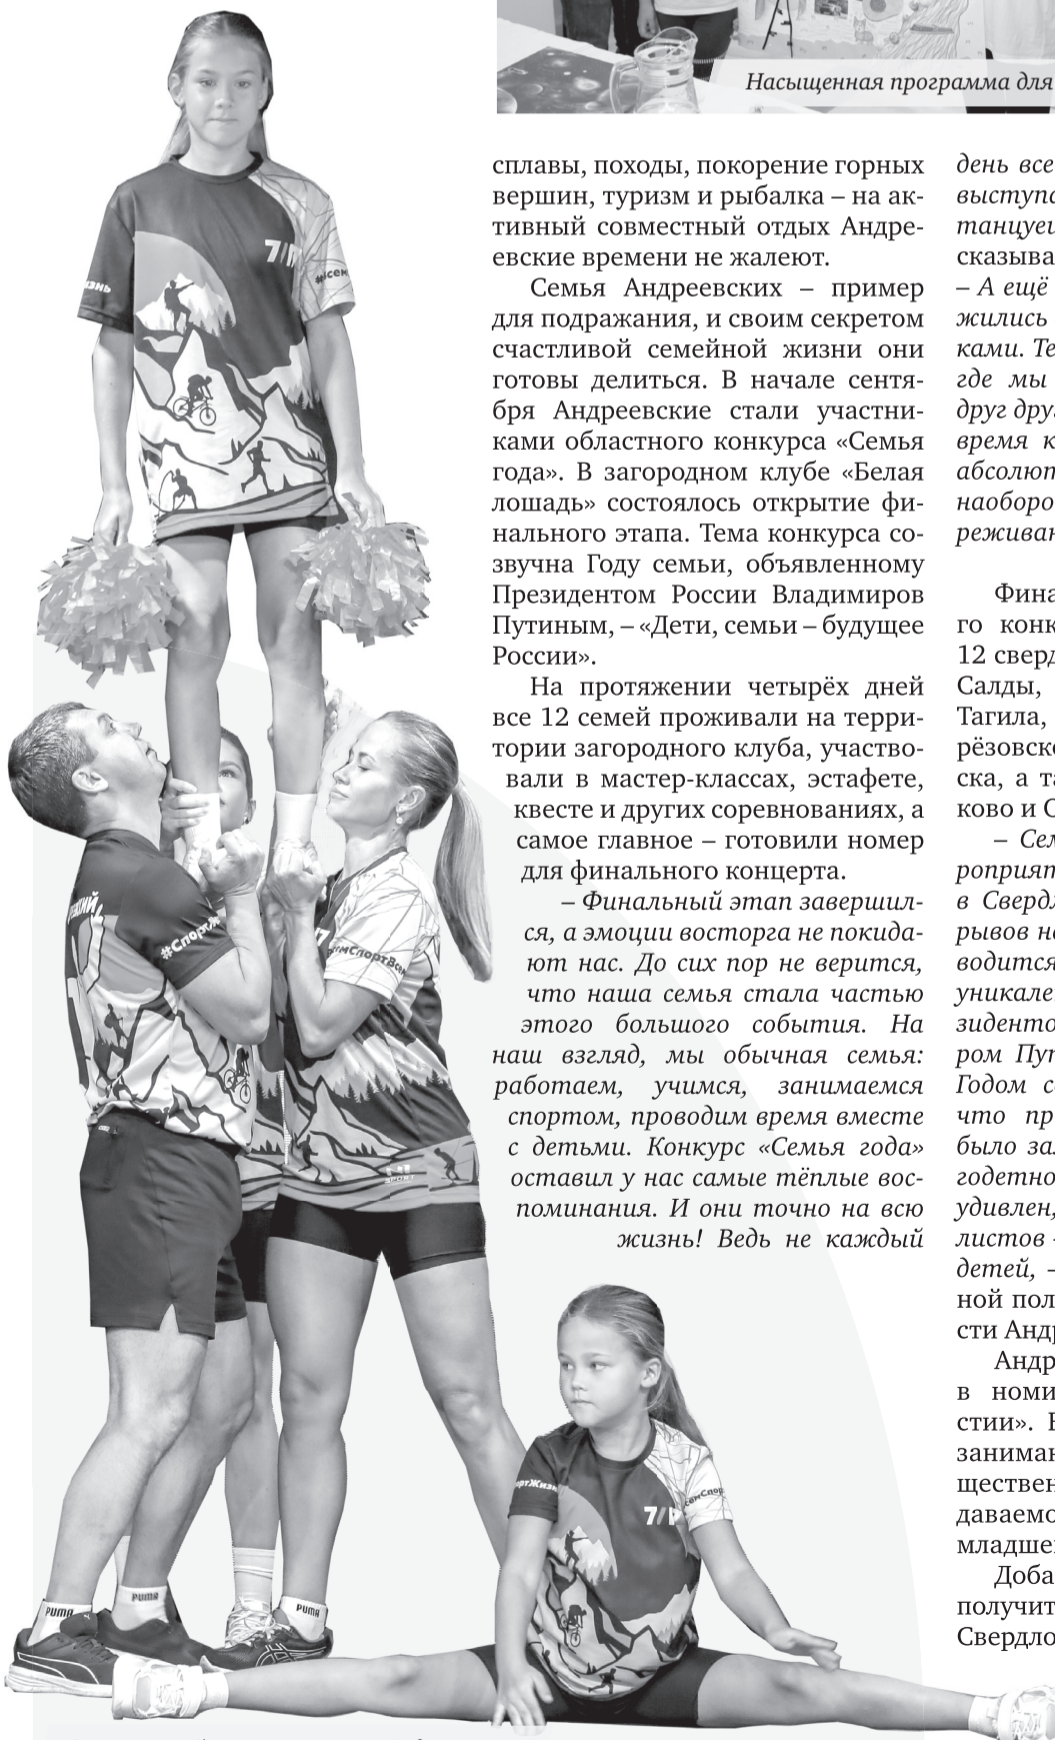 Насыщенная программа для
сплавы, походы, покорение горных
вершин, туризм и рыбалка – на ак-
тивный совместный отдых Андре-
евские времени не жалеют.
Семья Андреевских – пример
для подражания, и своим секретом
счастливой семейной жизни они
готовы делиться. В начале сентя-
бря Андреевские стали участни-
ками областного конкурса «Семья
года». В загородном клубе «Белая
лошадь» состоялось открытие фи-
нального этапа. Тема конкурса со-
звучна Году семьи, объявленному
Президентом России Владимиров
Путиным, – «Дети, семьи – будущее
России».
На протяжении четырёх дней
все 12 семей проживали на терри-
тории загородного клуба, участво-
вали в мастер-классах, эстафете,
квесте и других соревнованиях, а
самое главное – готовили номер
для финального концерта.
– Финальный этап завершил-
ся, а эмоции восторга не покида-
ют нас. До сих пор не верится,
что наша семья стала частью
этого большого события. На
наш взгляд, мы обычная семья:
работаем, учимся, занимаемся
спортом, проводим время вместе
с детьми. Конкурс «Семья года»
оставил у нас самые тёплые вос-
поминания. И они точно на всю
жизнь! Ведь не каждый
день все
выступа
танцуеш
сказыва
– А ещё
жились
ками. Те
где мы
друг дру
время к
абсолют
наоборо
реживан
Фина
го конк
12 сверд
Салды,
Тагила,
рёзовско
ска, а та
ково и С
– Сем
роприят
в Свердл
рывов на
водится
уникале
зиденто
ром Пут
Годом с
что пр
было зал
годетно
удивлен,
листов –
детей, –
ной пол
сти Андр
Андр
в номи
стии». Е
заниман
ществен
даваемо
младшей
Доба
получит
Свердло
PUMA
PUMA
PUMA